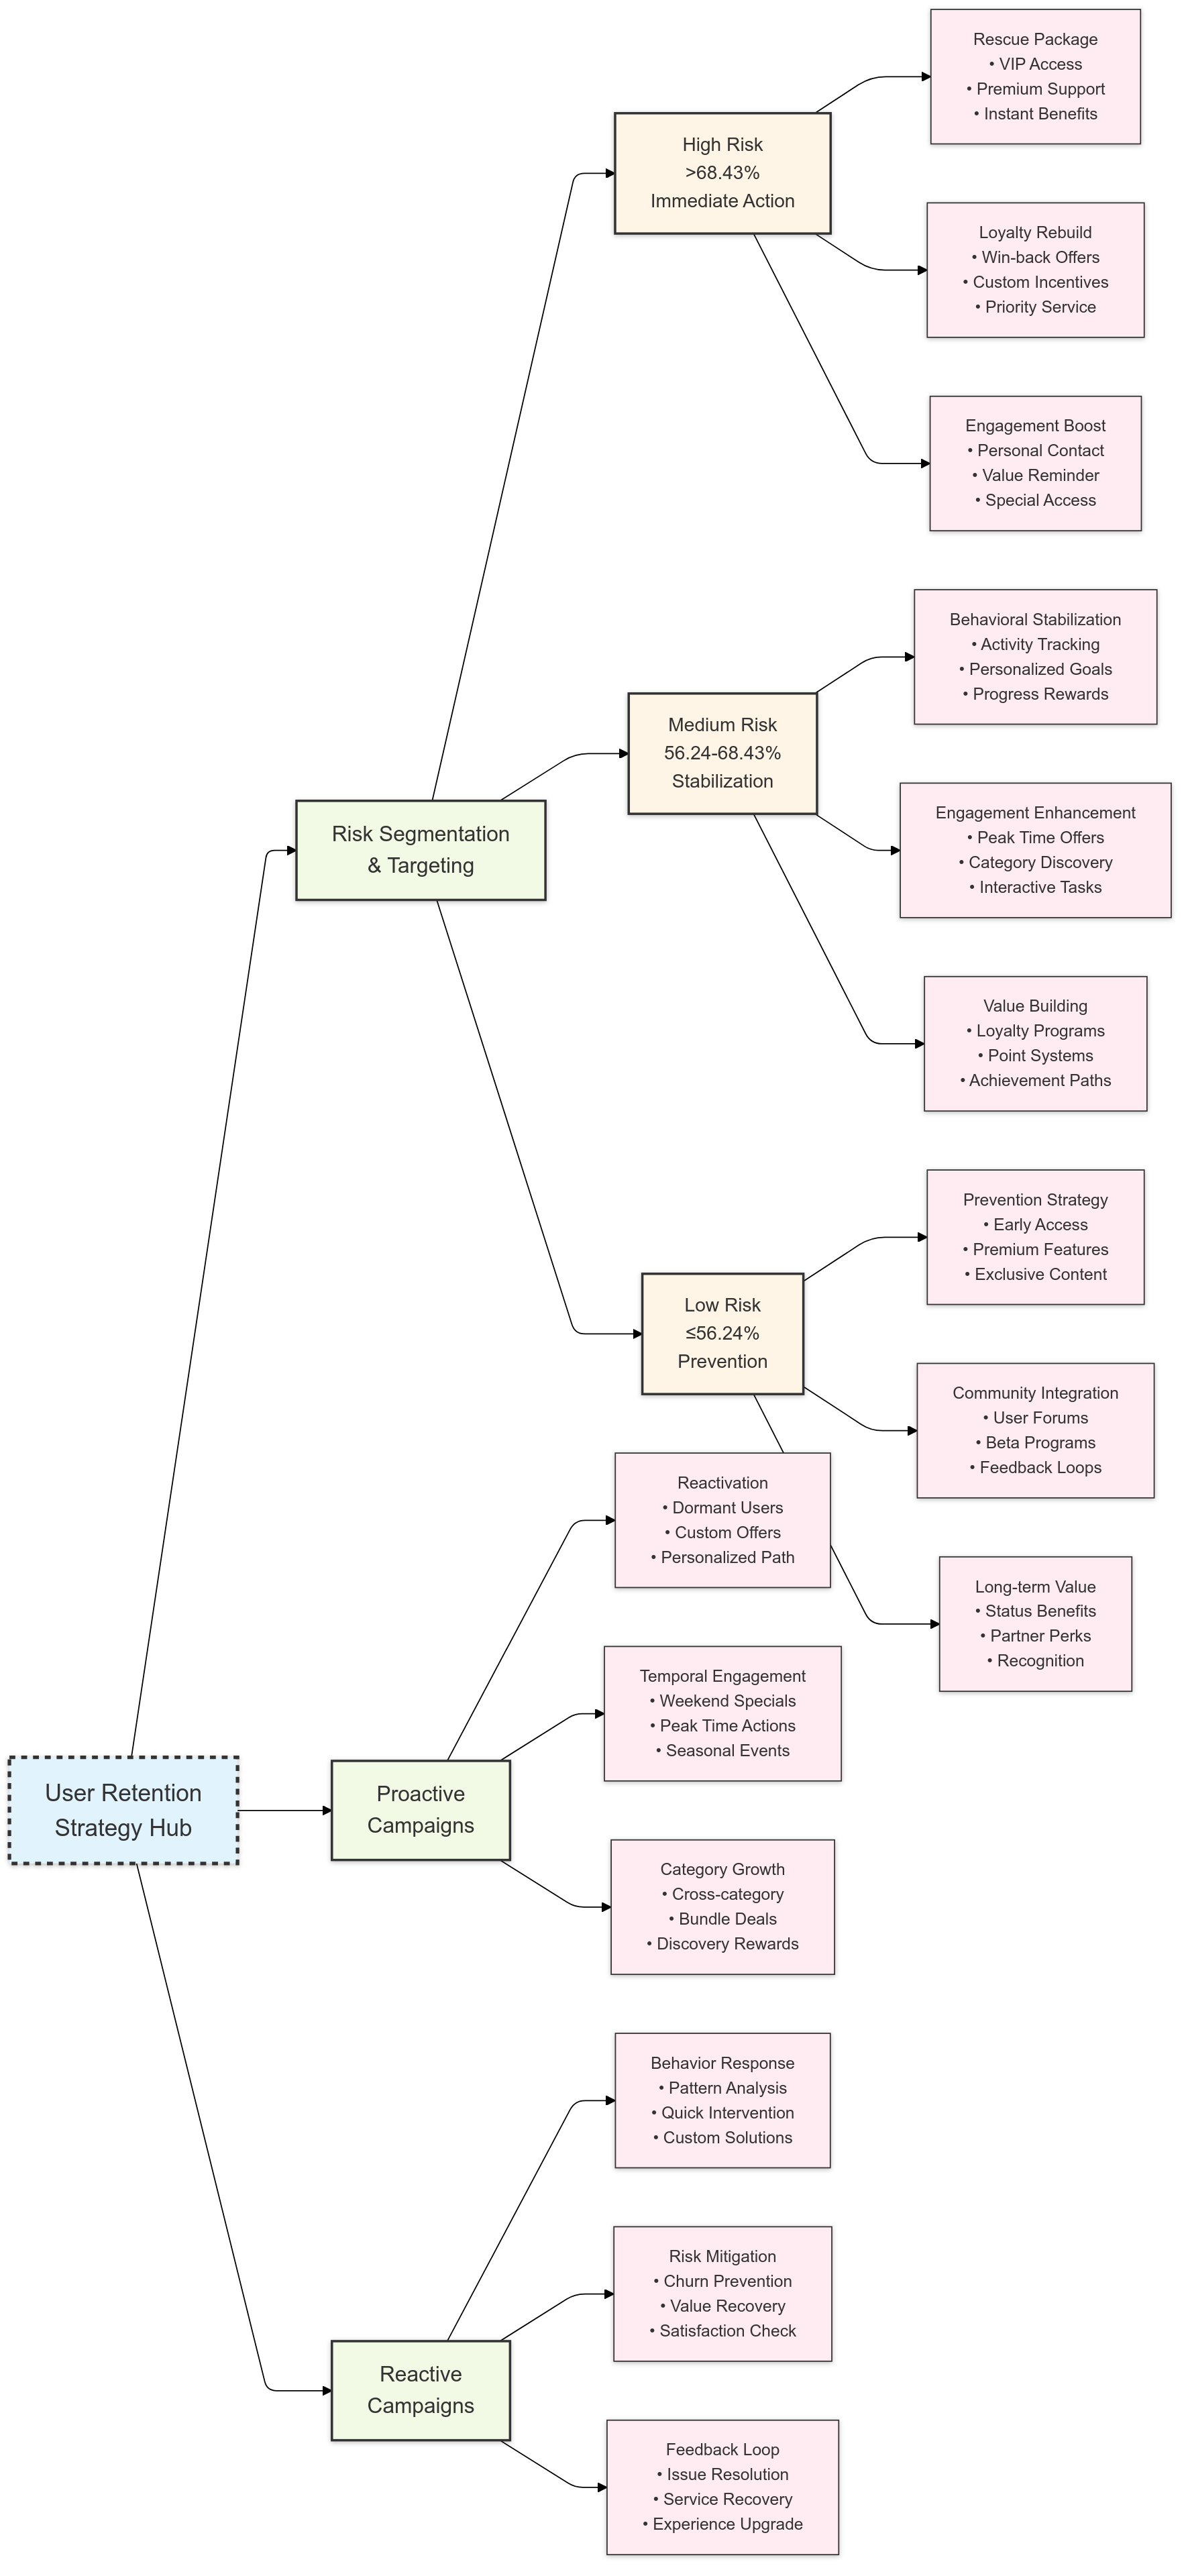 User Retention
Strategy Hub
Risk Segmentation
& Targeting
High Risk
>68.43%
Immediate Action
Rescue Package
• VIP Access
• Premium Support
• Instant Benefits
Loyalty Rebuild
• Win-back Offers
• Custom Incentives
• Priority Service
Engagement Boost
• Personal Contact
• Value Reminder
• Special Access
Medium Risk
56.24-68.43%
Stabilization
Behavioral Stabilization
• Activity Tracking
• Personalized Goals
• Progress Rewards
Engagement Enhancement
• Peak Time Offers
• Category Discovery
• Interactive Tasks
Value Building
• Loyalty Programs
• Point Systems
• Achievement Paths
Low Risk
≤56.24%
Prevention
Prevention Strategy
• Early Access
• Premium Features
• Exclusive Content
Community Integration
• User Forums
• Beta Programs
• Feedback Loops
Long-term Value
• Status Benefits
• Partner Perks
• Recognition
Proactive
Campaigns
Reactivation
• Dormant Users
• Custom Offers
• Personalized Path
Temporal Engagement
• Weekend Specials
• Peak Time Actions
• Seasonal Events
Category Growth
• Cross-category
• Bundle Deals
• Discovery Rewards
Reactive
Campaigns
Behavior Response
• Pattern Analysis
• Quick Intervention
• Custom Solutions
Risk Mitigation
• Churn Prevention
• Value Recovery
• Satisfaction Check
Feedback Loop
• Issue Resolution
• Service Recovery
• Experience Upgrade